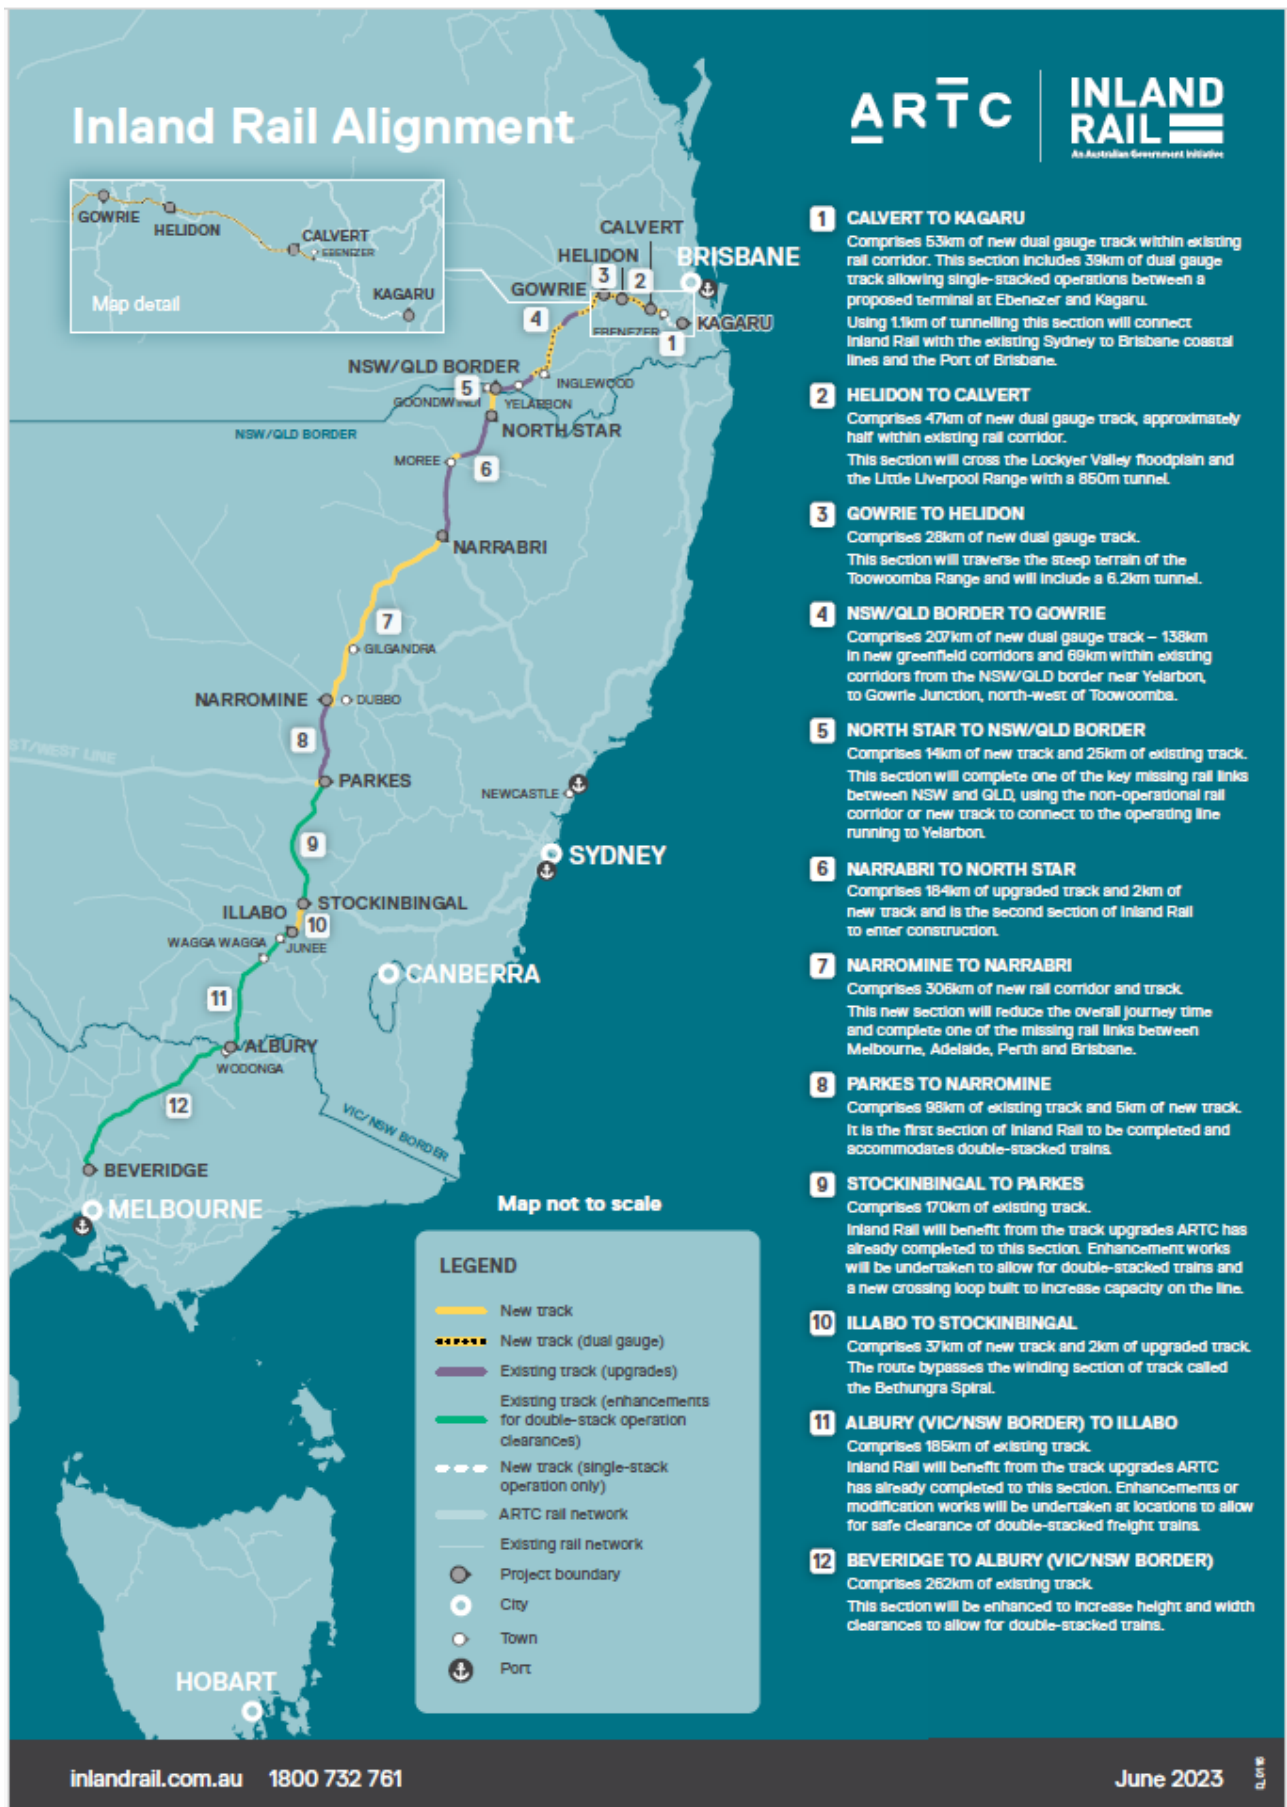 Inland Rail Alignment
ARTC
INLAND
RAIL
An Australian Government Initiative
GOWRIE
HELIDON
CALVERT
EBENEZER
KAGARU
Map detail
CALVERT
HELIDON
BRISBANE
GOWRIE
3
2
4
EBENEZER
KAGARU
1
NSW/QLD BORDER
5
INGLEWOOD
GOONDIWINDI
YELARBON
NSW/QLD BORDER
NORTH STAR
MOREE
6
NARRABRI
7
GILGANDRA
NARROMINE
DUBBO
8
ST/WEST LINE
PARKES
NEWCASTLE
9
SYDNEY
STOCKINBINGAL
ILLABO
10
WAGGA WAGGA
JUNEE
CANBERRA
11
ALBURY
WODONGA
12
VIC/NSW BORDER
BEVERIDGE
MELBOURNE
HOBART
Map not to scale
LEGEND
New track
New track (dual gauge)
Existing track (upgrades)
Existing track (enhancements
for double-stack operation
clearances)
New track (single-stack
operation only)
ARTC rail network
Existing rail network
Project boundary
City
Town
Port
1 CALVERT TO KAGARU
Comprises 53km of new dual gauge track within existing
rail corridor. This section includes 39km of dual gauge
track allowing single-stacked operations between a
proposed terminal at Ebenezer and Kagaru.
Using 1.1km of tunnelling this section will connect
Inland Rail with the existing Sydney to Brisbane coastal
lines and the Port of Brisbane.
2 HELIDON TO CALVERT
Comprises 47km of new dual gauge track, approximately
half within existing rail corridor.
This section will cross the Lockyer Valley floodplain and
the Little Liverpool Range with a 850m tunnel.
3 GOWRIE TO HELIDON
Comprises 28km of new dual gauge track.
This section will traverse the steep terrain of the
Toowoomba Range and will include a 6.2km tunnel.
4 NSW/QLD BORDER TO GOWRIE
Comprises 207km of new dual gauge track – 138km
in new greenfield corridors and 69km within existing
corridors from the NSW/QLD border near Yelarbon,
to Gowrie Junction, north-west of Toowoomba.
5 NORTH STAR TO NSW/QLD BORDER
Comprises 14km of new track and 25km of existing track.
This section will complete one of the key missing rail links
between NSW and QLD, using the non-operational rail
corridor or new track to connect to the operating line
running to Yelarbon.
6 NARRABRI TO NORTH STAR
Comprises 184km of upgraded track and 2km of
new track and is the second section of Inland Rail
to enter construction.
7 NARROMINE TO NARRABRI
Comprises 306km of new rail corridor and track.
This new section will reduce the overall journey time
and complete one of the missing rail links between
Melbourne, Adelaide, Perth and Brisbane.
8 PARKES TO NARROMINE
Comprises 98km of existing track and 5km of new track.
It is the first section of Inland Rail to be completed and
accommodates double-stacked trains.
9 STOCKINBINGAL TO PARKES
Comprises 170km of existing track.
Inland Rail will benefit from the track upgrades ARTC has
already completed to this section. Enhancement works
will be undertaken to allow for double-stacked trains and
a new crossing loop built to increase capacity on the line.
10 ILLABO TO STOCKINBINGAL
Comprises 37km of new track and 2km of upgraded track.
The route bypasses the winding section of track called
the Bethungra Spiral.
11 ALBURY (VIC/NSW BORDER) TO ILLABO
Comprises 185km of existing track.
Inland Rail will benefit from the track upgrades ARTC
has already completed to this section. Enhancements or
modification works will be undertaken at locations to allow
for safe clearance of double-stacked freight trains.
12 BEVERIDGE TO ALBURY (VIC/NSW BORDER)
Comprises 262km of existing track.
This section will be enhanced to increase height and width
clearances to allow for double-stacked trains.
inlandrail.com.au 1800 732 761
June 2023